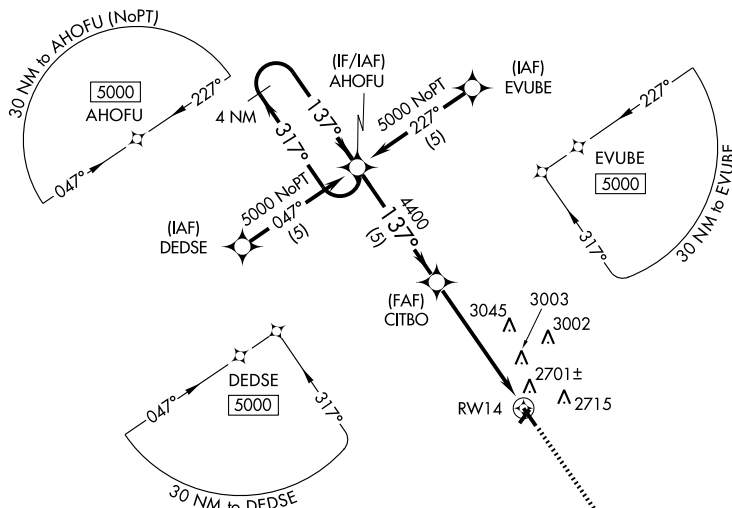 30 NM to AHOFU (NoPT)
5000
AHOFU
227°
047°
(IF/IAF)
AHOFU
(IAF)
EVUBE
4 NM
137°
317°
5000 NoPT
227°
(5)
5000 NoPT
047°
(5)
(IAF)
DEDSE
4400
137°
(5)
(FAF)
CITBO
227°
EVUBE
5000
317°
30 NM to EVUBE
3045
3003
3002
2701±
2715
RW14
DEDSE
5000
047°
317°
30 NM to DEDSE